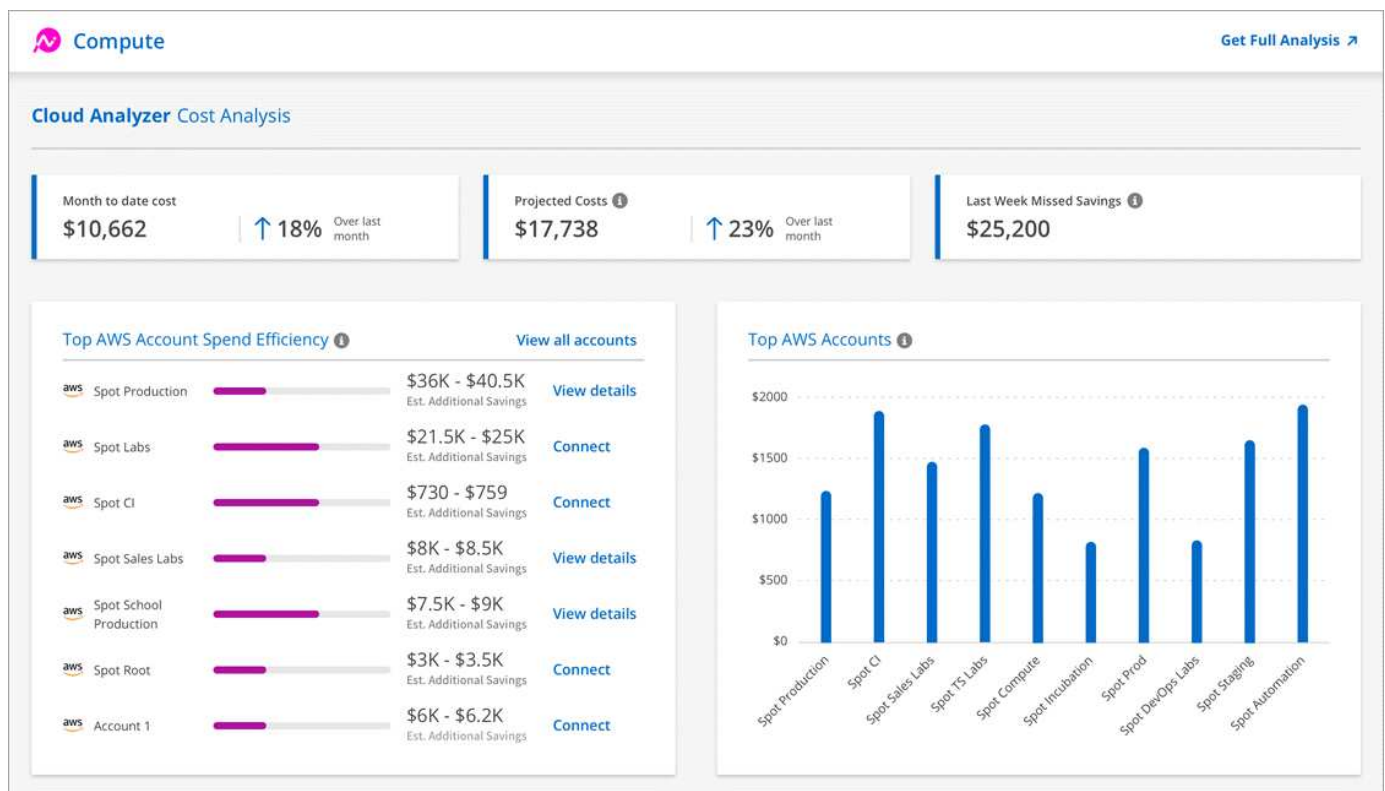 Compute
Get Full Analysis
Cloud Analyzer Cost Analysis
Month to date cost
$10,662
18%
Over last
month
Projected Costs
$17,738
23%
Over last
month
Last Week Missed Savings
$25,200
Top AWS Account Spend Efficiency
View all accounts
aws Spot Production
$36K - $40.5K
Est. Additional Savings
View details
aws Spot Labs
$21.5K - $25K
Est. Additional Savings
Connect
aws Spot CI
$730 - $759
Est. Additional Savings
Connect
aws Spot Sales Labs
$8K - $8.5K
Est. Additional Savings
View details
aws Spot School
Production
$7.5K - $9K
Est. Additional Savings
View details
aws Spot Root
$3K - $3.5K
Est. Additional Savings
Connect
aws Account 1
$6K - $6.2K
Est. Additional Savings
Connect
Top AWS Accounts
$2000
$1500
$1000
$500
$0
Spot Production
Spot CI
Spot Sales Labs
Spot TS Labs
Spot Compute
Spot Incubation
Spot Prod
Spot DevOps Labs
Spot Staging
Spot Automation